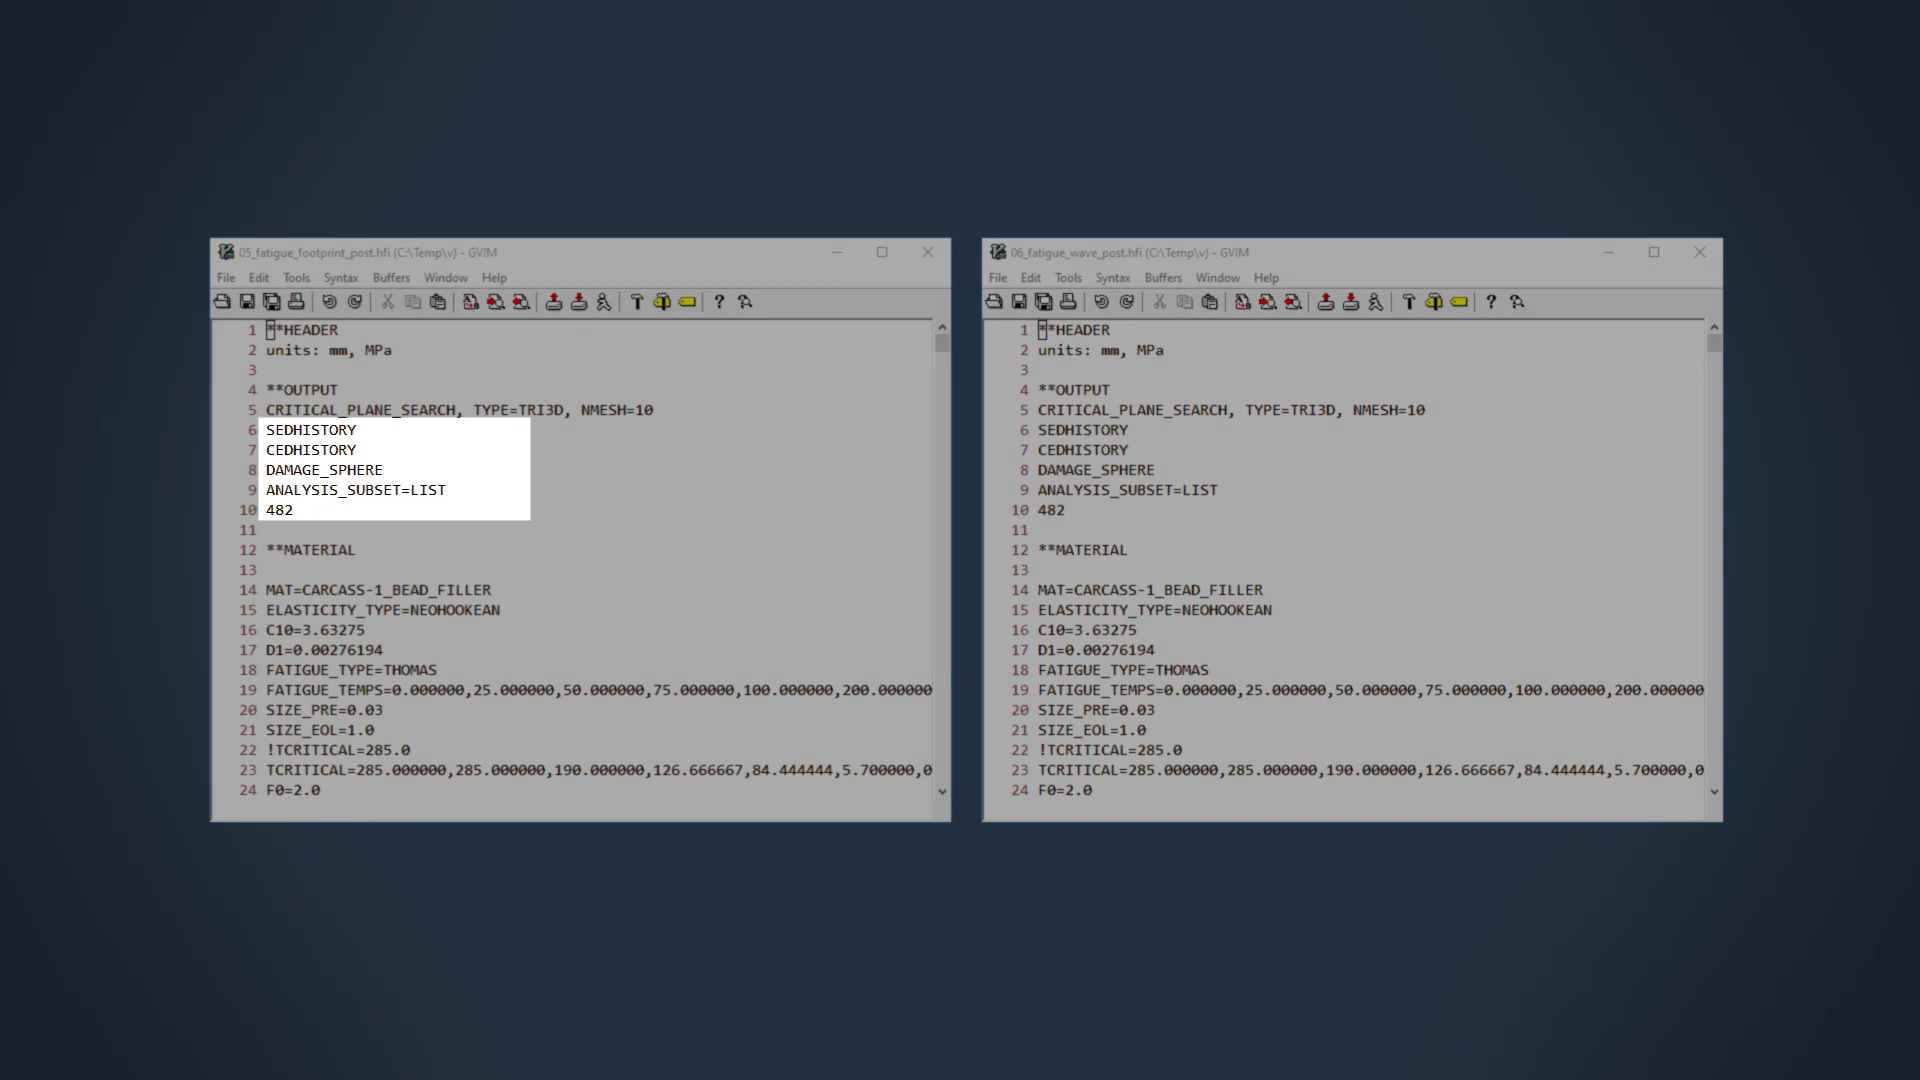 05_fatigue_footprint_post.hfi (C:\Temp\v) - GVIM
File Edit Tools Syntax Buffers Window Help
1 **HEADER
2 units: mm, MPa
3
4 **OUTPUT
5 CRITICAL_PLANE_SEARCH, TYPE=TRI3D, NMESH=10
6 SEDHISTORY
7 CEDHISTORY
8 DAMAGE_SPHERE
9 ANALYSIS_SUBSET=LIST
10 482
11
12 **MATERIAL
13
14 MAT=CARCASS-1_BEAD_FILLER
15 ELASTICITY_TYPE=NEOHOOKEAN
16 C10=3.63275
17 D1=0.00276194
18 FATIGUE_TYPE=THOMAS
19 FATIGUE_TEMPS=0.000000,25.000000,50.000000,75.000000,100.000000,200.000000
20 SIZE_PRE=0.03
21 SIZE_EOL=1.0
22 !TCRITICAL=285.0
23 TCRITICAL=285.000000,285.000000,190.000000,126.666667,84.444444,5.700000,0
24 F0=2.0
06_fatigue_wave_post.hfi (C:\Temp\v) - GVIM
File Edit Tools Syntax Buffers Window Help
1 **HEADER
2 units: mm, MPa
3
4 **OUTPUT
5 CRITICAL_PLANE_SEARCH, TYPE=TRI3D, NMESH=10
6 SEDHISTORY
7 CEDHISTORY
8 DAMAGE_SPHERE
9 ANALYSIS_SUBSET=LIST
10 482
11
12 **MATERIAL
13
14 MAT=CARCASS-1_BEAD_FILLER
15 ELASTICITY_TYPE=NEOHOOKEAN
16 C10=3.63275
17 D1=0.00276194
18 FATIGUE_TYPE=THOMAS
19 FATIGUE_TEMPS=0.000000,25.000000,50.000000,75.000000,100.000000,200.000000
20 SIZE_PRE=0.03
21 SIZE_EOL=1.0
22 !TCRITICAL=285.0
23 TCRITICAL=285.000000,285.000000,190.000000,126.666667,84.444444,5.700000,0
24 F0=2.0